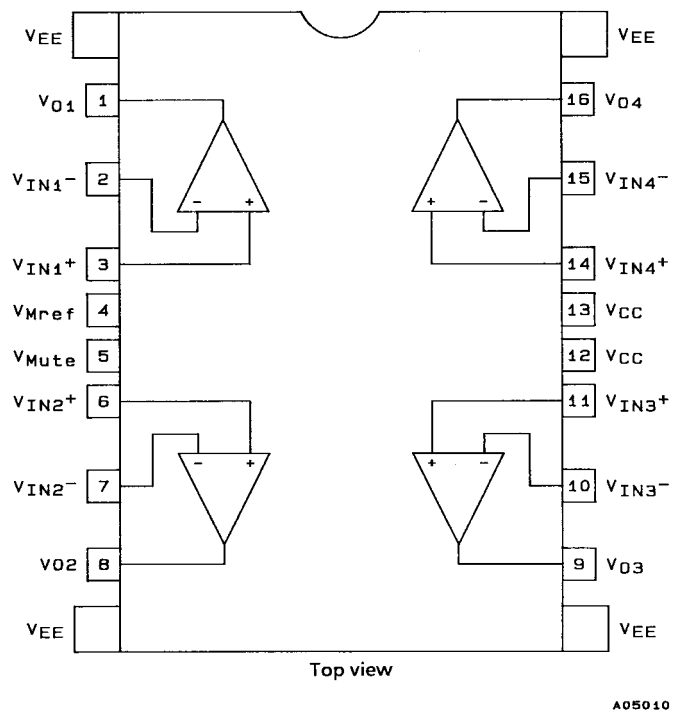 VEE VEE
VO1 1 16 VO4
VIN1- 2 15 VIN4-
- + + -
VIN1+ 3 14 VIN4+
VMref 4 13 VCC
VMute 5 12 VCC
VIN2+ 6 11 VIN3+
- + + -
VIN2- 7 10 VIN3-
VO2 8 9 VO3
VEE VEE
Top view
A05010